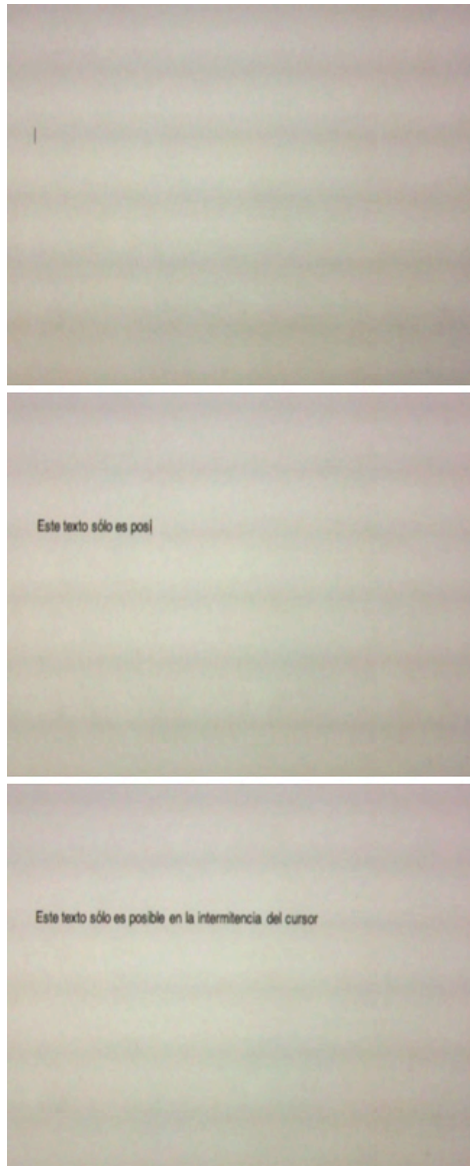 Este texto sólo es posi
Este texto sólo es posible en la intermitencia del cursor